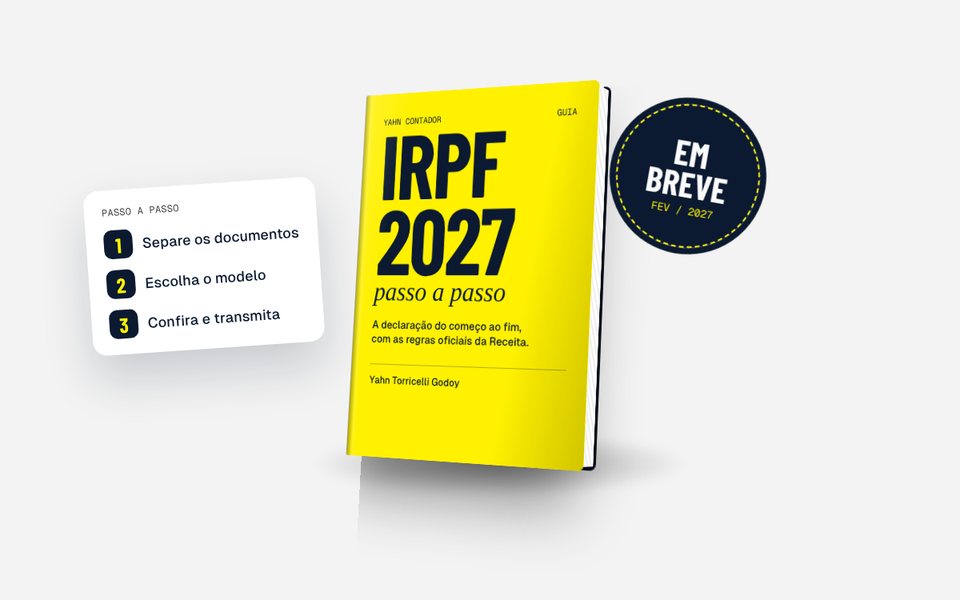 PASSO A PASSO
1 Separe os documentos
2 Escolha o modelo
3 Confira e transmita
YAHN CONTADOR
GUIA
IRPF
2027
passo a passo
A declaração do começo ao fim,
com as regras oficiais da Receita.
Yahn Torricelli Godoy
EM
BREVE
FEV / 2027